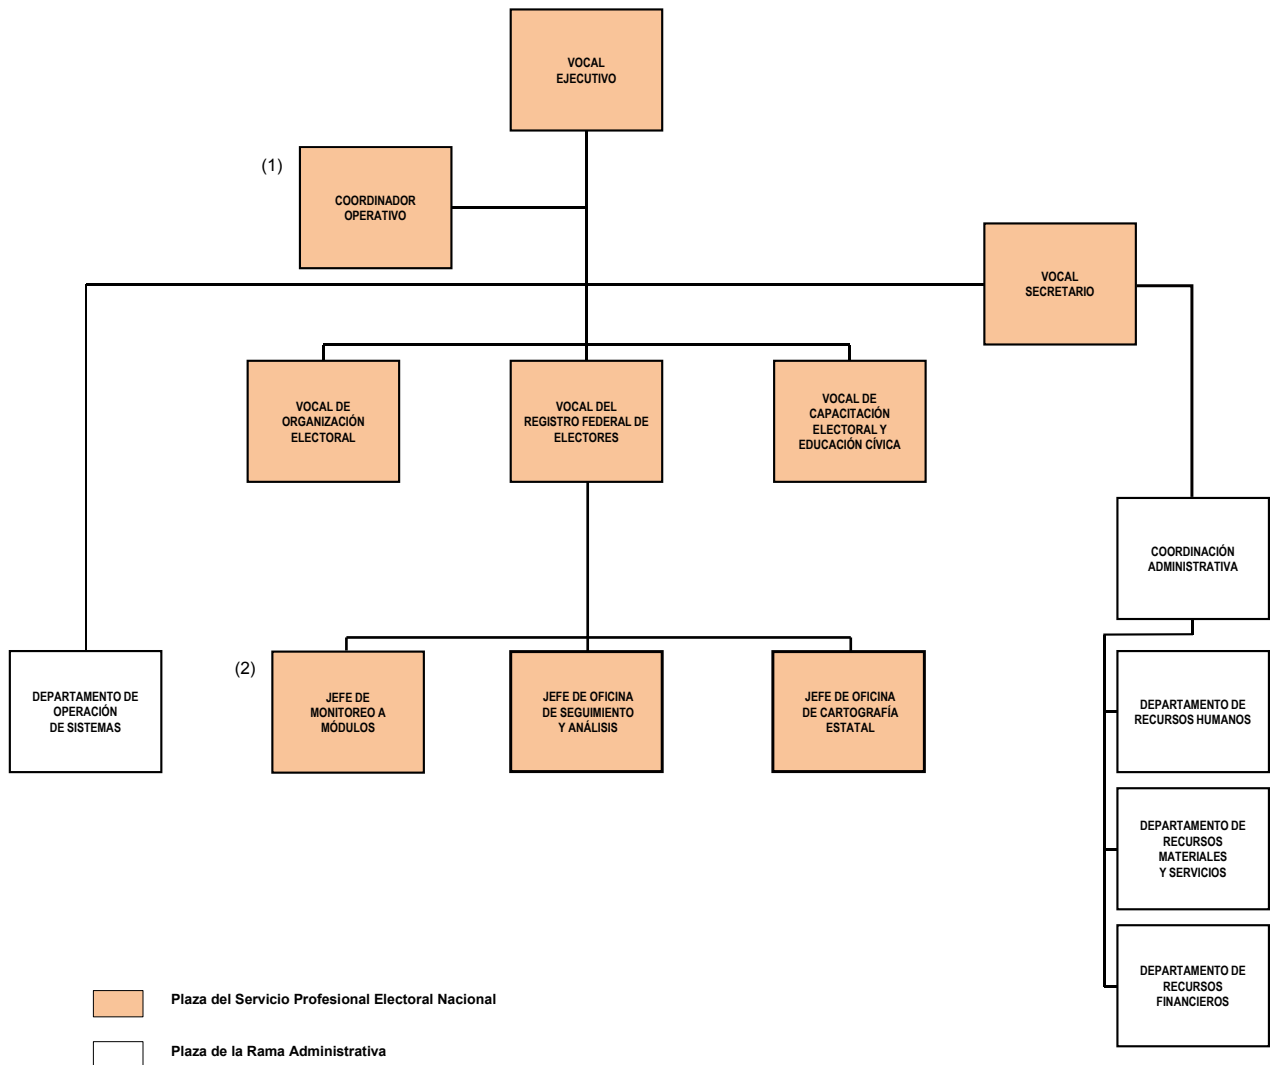 VOCAL
EJECUTIVO
(1)
COORDINADOR
OPERATIVO
VOCAL
SECRETARIO
VOCAL DE
ORGANIZACIÓN
ELECTORAL
VOCAL DEL
REGISTRO FEDERAL DE
ELECTORES
VOCAL DE
CAPACITACIÓN
ELECTORAL Y
EDUCACIÓN CÍVICA
COORDINACIÓN
ADMINISTRATIVA
DEPARTAMENTO DE
OPERACIÓN
DE SISTEMAS
(2)
JEFE DE
MONITOREO A
MÓDULOS
JEFE DE OFICINA
DE SEGUIMIENTO
Y ANÁLISIS
JEFE DE OFICINA
DE CARTOGRAFÍA
ESTATAL
DEPARTAMENTO DE
RECURSOS HUMANOS
DEPARTAMENTO DE
RECURSOS
MATERIALES
Y SERVICIOS
DEPARTAMENTO DE
RECURSOS
FINANCIEROS
Plaza del Servicio Profesional Electoral Nacional
Plaza de la Rama Administrativa